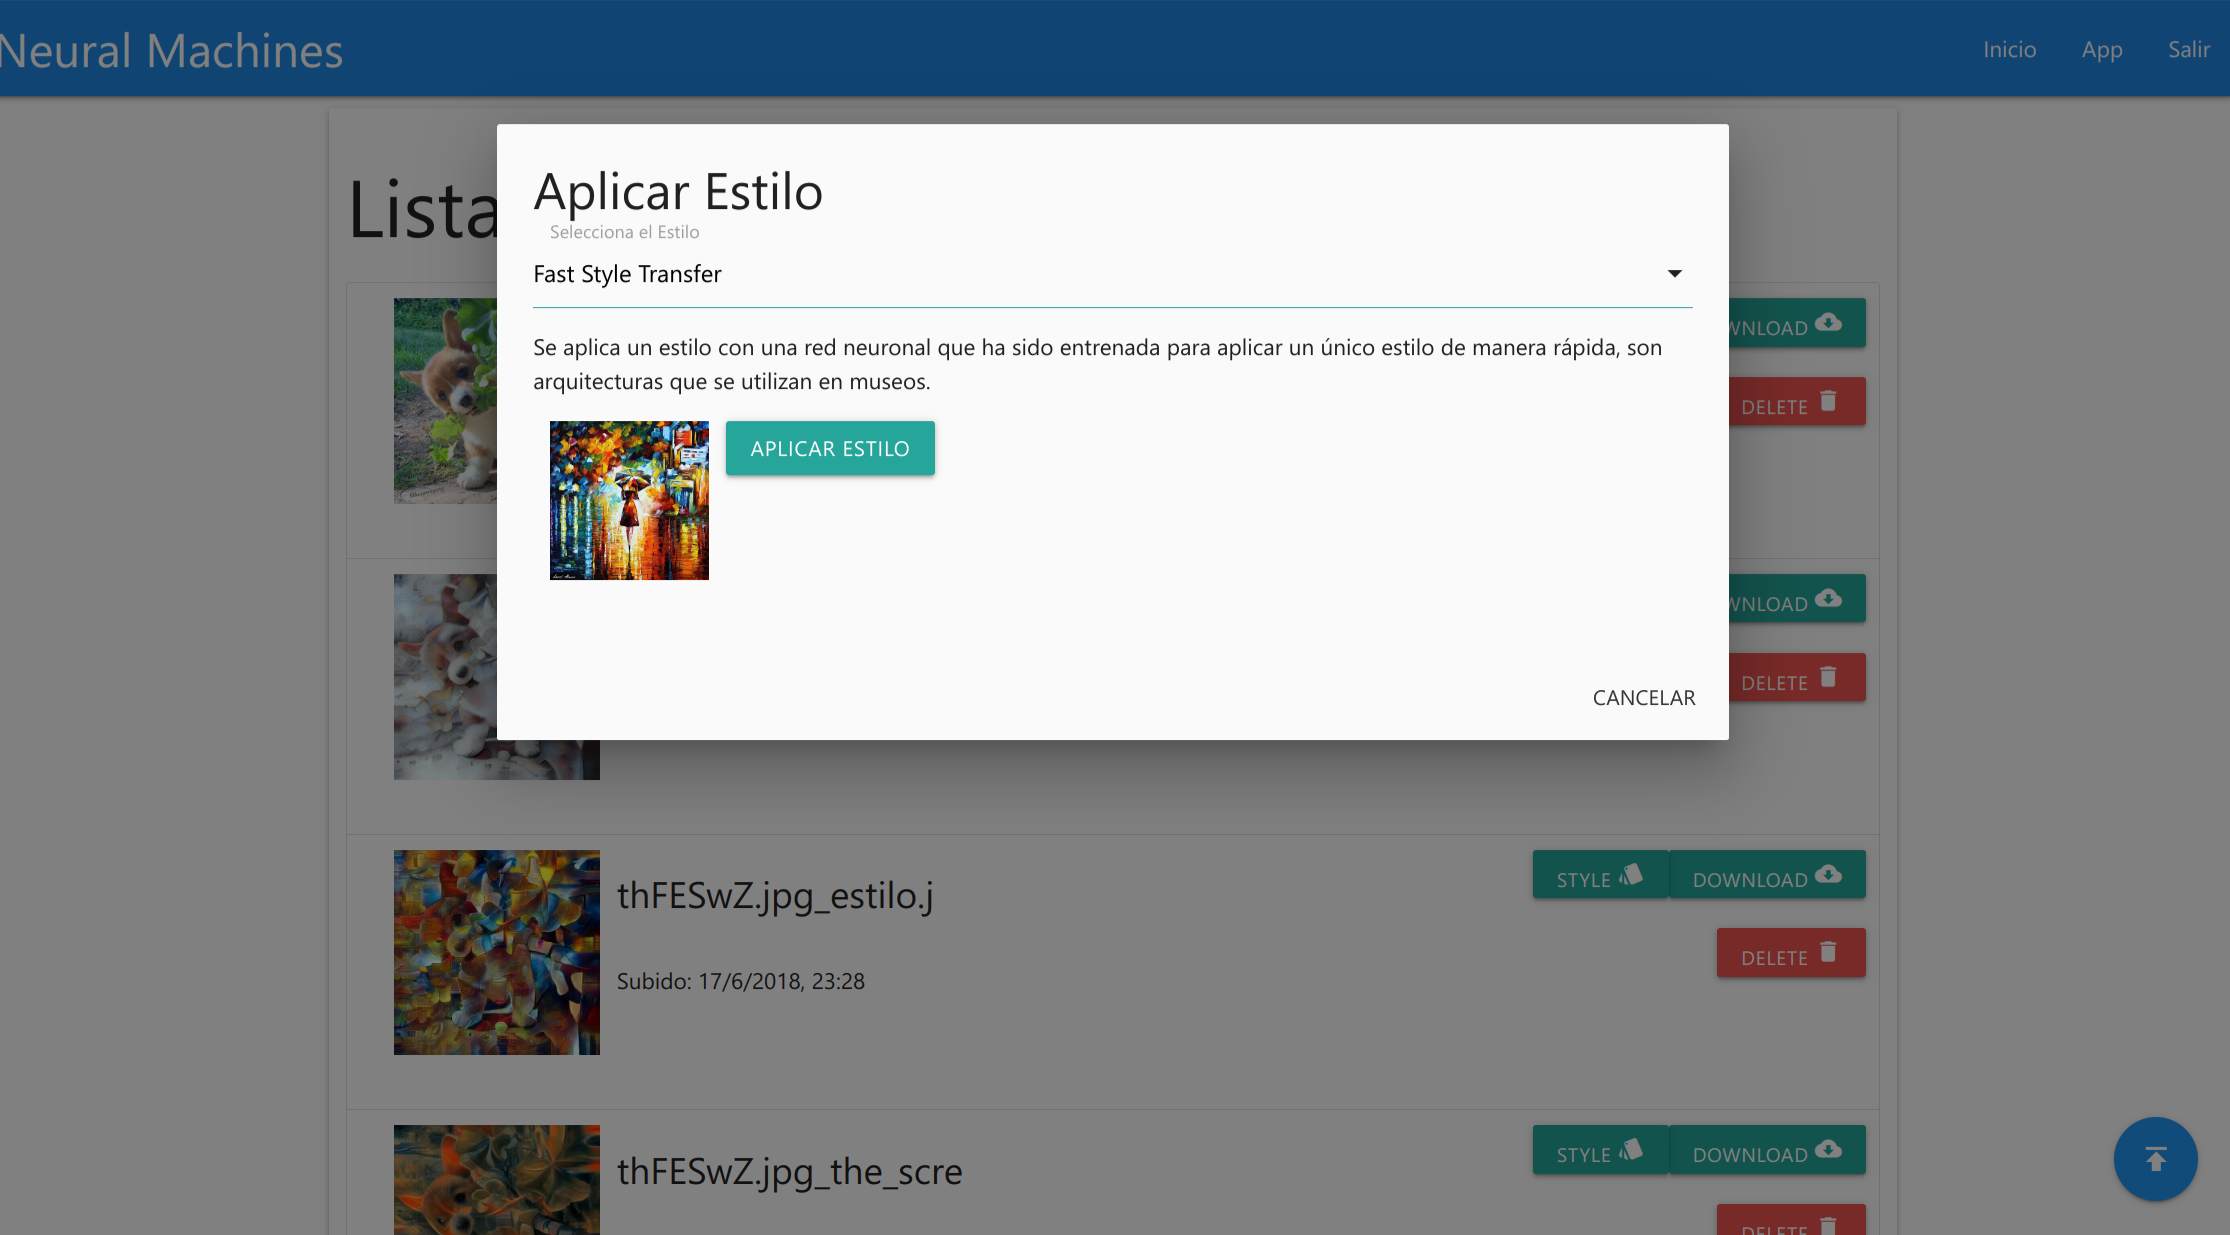 Neural Machines
Inicio
App
Salir
Lista
Aplicar Estilo
Selecciona el Estilo
Fast Style Transfer
Se aplica un estilo con una red neuronal que ha sido entrenada para aplicar un único estilo de manera rápida, son
arquitecturas que se utilizan en museos.
APLICAR ESTILO
CANCELAR
WNLOAD
DELETE
WNLOAD
DELETE
thFESwZ.jpg_estilo.j
Subido: 17/6/2018, 23:28
STYLE
DOWNLOAD
DELETE
thFESwZ.jpg_the_scre
STYLE
DOWNLOAD
DELETE